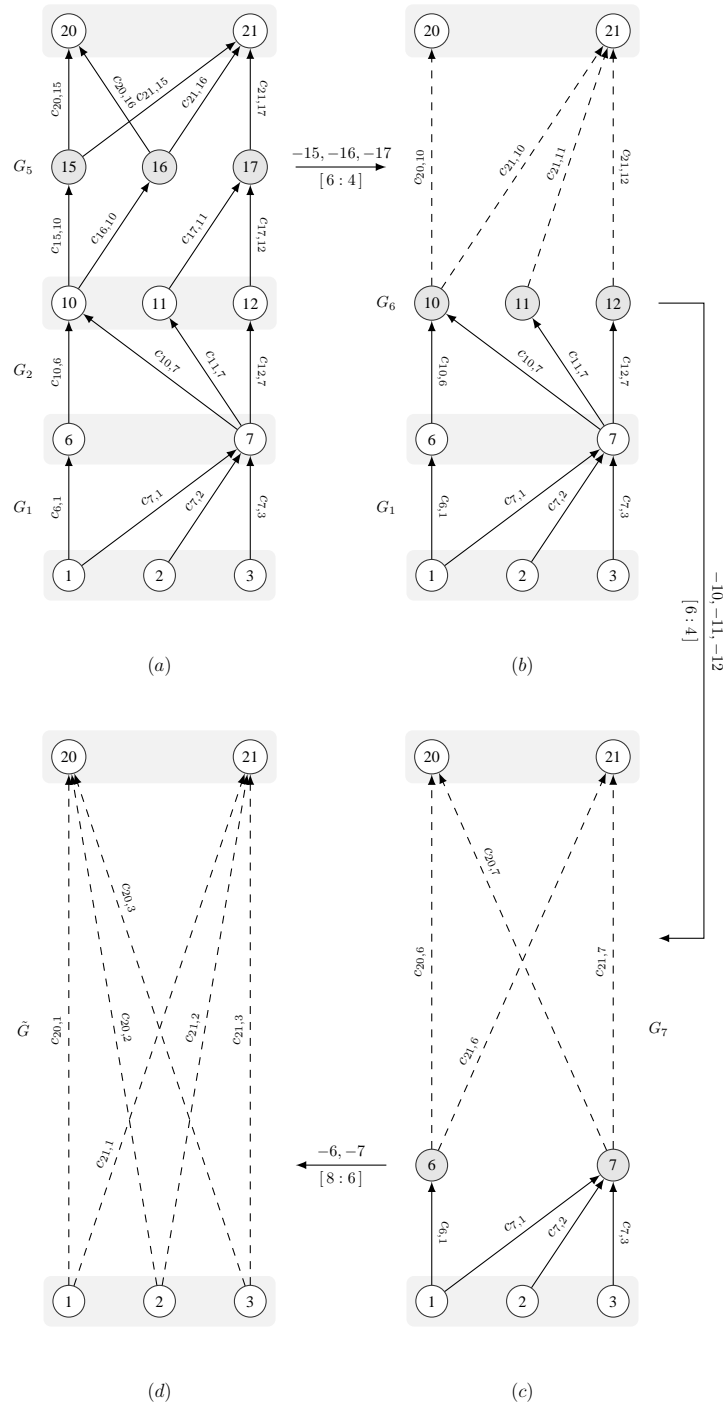 20 21
c20,15 c20,16 c21,15 c21,16 c21,17
G5 15 16 17
c15,10 c16,10 c17,11 c17,12
10 11 12
G2 c10,6 c10,7 c11,7 c12,7
6 7
G1 c6,1 c7,1 c7,2 c7,3
1 2 3
(a)
−15, −16, −17
[6 : 4]
20 21
c20,10 c21,10 c21,11 c21,12
G6 10 11 12
c10,6 c10,7 c11,7 c12,7
6 7
G1 c6,1 c7,1 c7,2 c7,3
1 2 3
(b)
−10, −11, −12
[6 : 4]
20 21
c20,7
c20,6 c21,7
c21,6 G7
6 7
c6,1 c7,1 c7,2 c7,3
1 2 3
(c)
−6, −7
[8 : 6]
20 21
c20,3
G̃ c20,1 c20,2 c21,2 c21,3
c21,1
1 2 3
(d)